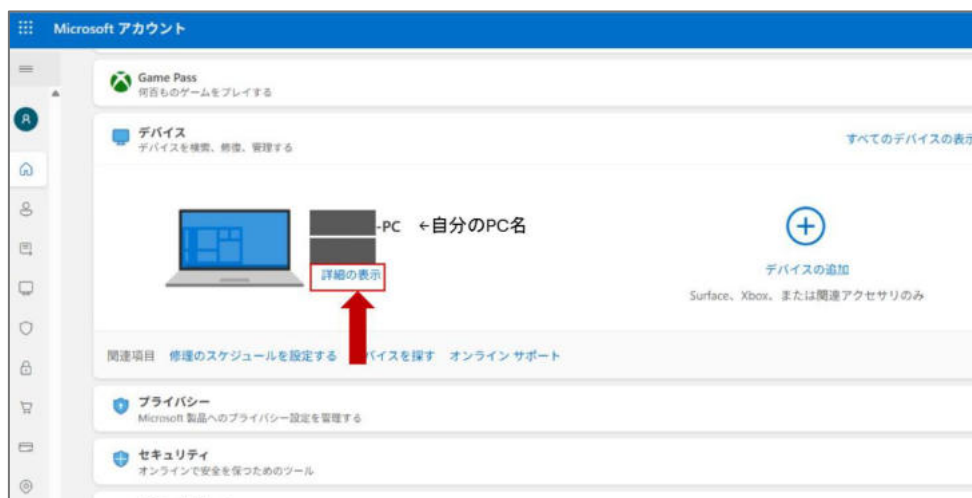 Microsoft アカウント
Game Pass
何百ものゲームをプレイする
A
デバイス
デバイスを検索、修復、管理する
すべてのデバイスの表示
-PC ←自分のPC名
詳細の表示
デバイスの追加
Surface、Xbox、または関連アクセサリのみ
関連項目 修理のスケジュールを設定する バイスを探す オンライン サポート
プライバシー
Microsoft 製品へのプライバシー設定を管理する
セキュリティ
オンラインで安全を保つためのツール